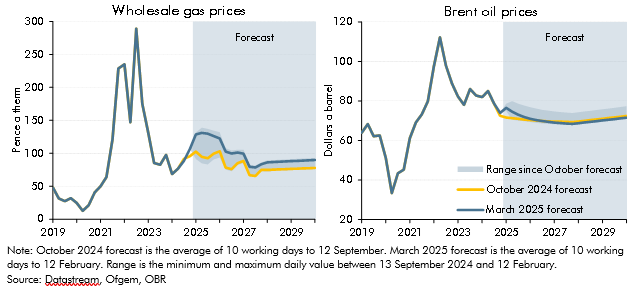 Wholesale gas prices
Pence a therm
300
250
200
150
100
50
0
Forecast
2019 2021 2023 2025 2027 2029
Brent oil prices
Dollars a barrel
120
100
80
60
40
20
Forecast
Range since October forecast
October 2024 forecast
March 2025 forecast
2019 2021 2023 2025 2027 2029
Note: October 2024 forecast is the average of 10 working days to 12 September. March 2025 forecast is the average of 10 working
days to 12 February. Range is the minimum and maximum daily value between 13 September 2024 and 12 February.
Source: Datastream, Ofgem, OBR